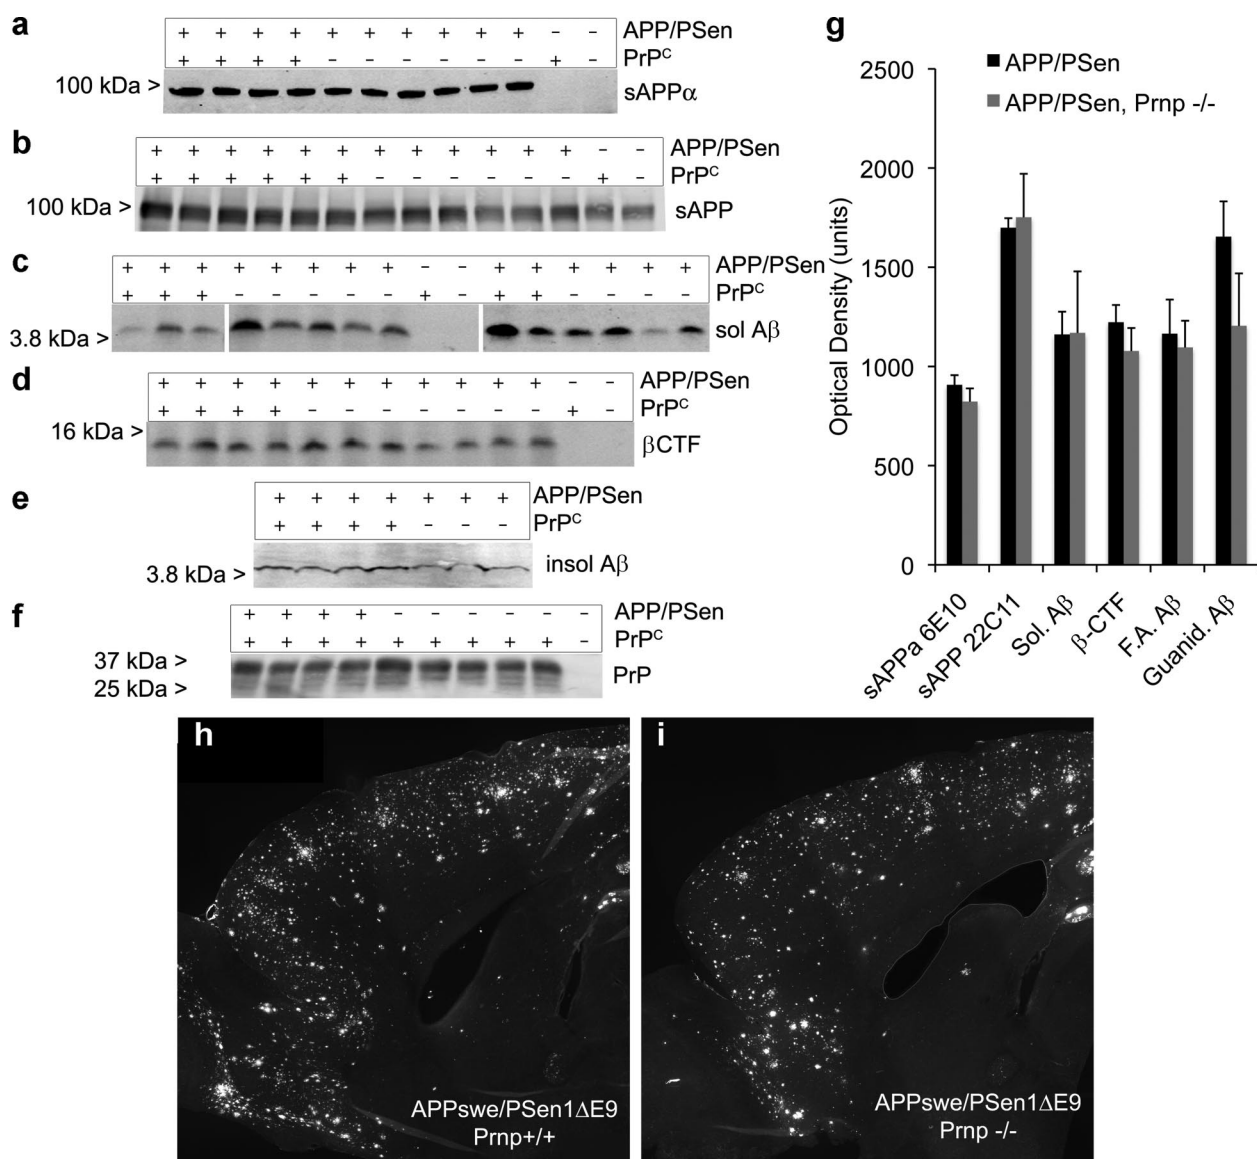 a
+ + + + + + + + + + – – APP/PSen
+ + + + – – – – – – + – PrPᶜ
100 kDa > sAPPα
b
+ + + + + + + + + + + + – – APP/PSen
+ + + + + + – – – – – – + – PrPᶜ
100 kDa > sAPP
c
+ + + + + + + + – – + + + + + + APP/PSen
+ + + – – – – – + – + + – – – – PrPᶜ
3.8 kDa > sol Aβ
d
+ + + + + + + + + + + – – APP/PSen
+ + + + – – – – – – – + – PrPᶜ
16 kDa > βCTF
e
+ + + + + + + APP/PSen
+ + + + – – – PrPᶜ
3.8 kDa > insol Aβ
f
+ + + + – – – – – – APP/PSen
+ + + + + + + + + – PrPᶜ
37 kDa > PrP
25 kDa >
g
APP/PSen
APP/PSen, Prnp -/-
Optical Density (units)
2500
2000
1500
1000
500
0
sAPPa 6E10
sAPP 22C11
Sol. Aβ
β-CTF
F.A. Aβ
Guanid. Aβ
h
APPswe/PSen1ΔE9
Prnp+/+
i
APPswe/PSen1ΔE9
Prnp -/-